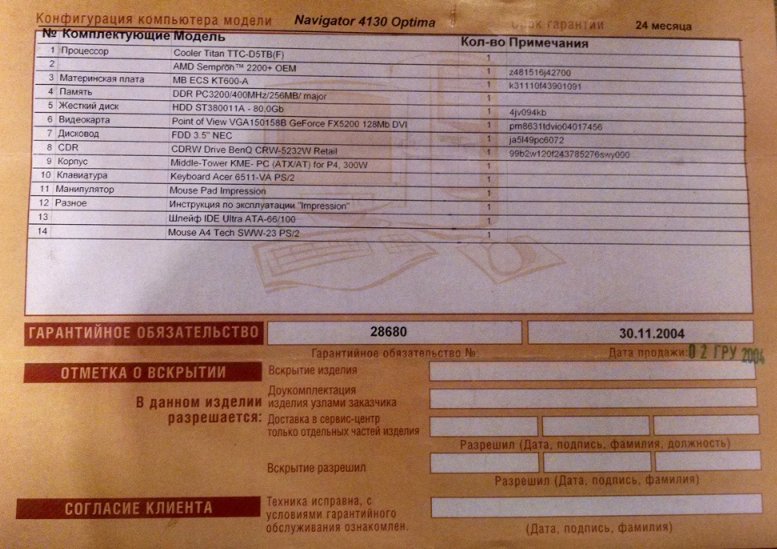 Конфигурация компьютера модели Navigator 4130 Optima Срок гарантии 24 месяца
№ Комплектующие Модель Кол-во Примечания
1 Процессор Cooler Titan TTC-D5TB(F) 1
2 AMD Sempron™ 2200+ OEM 1 z481516j42700
3 Материнская плата MB ECS KT600-A 1 k31110f43901091
4 Память DDR PC3200/400MHz/256MB/ major 1
5 Жесткий диск HDD ST380011A - 80,0Gb 1 4jv094kb
6 Видеокарта Point of View VGA150158B GeForce FX5200 128Mb DVI 1 pm8631tdvio04017456
7 Дисковод FDD 3.5" NEC 1 ja5l49pc6072
8 CDR CDRW Drive BenQ CRW-5232W Retail 1 99b2w120f243785276swy000
9 Корпус Middle-Tower KME- PC (ATX/AT) for P4, 300W 1
10 Клавиатура Keyboard Acer 6511-VA PS/2 1
11 Манипулятор Mouse Pad Impression 1
12 Разное Инструкция по эксплуатации "Impression" 1
13 Шлейф IDE Ultra ATA-66/100 1
14 Mouse A4 Tech SWW-23 PS/2 1
ГАРАНТИЙНОЕ ОБЯЗАТЕЛЬСТВО 28680 30.11.2004
Гарантийное обязательство № Дата продажи: 02 ГРУ 2004
ОТМЕТКА О ВСКРЫТИИ Вскрытие изделия
В данном изделии разрешается:
Доукомплектация
изделия узлами заказчика
Доставка в сервис-центр
только отдельных частей изделия
Разрешил (Дата, подпись, фамилия, должность)
Вскрытие разрешил
Разрешил (Дата, подпись, фамилия)
СОГЛАСИЕ КЛИЕНТА
Техника исправна, с
условиями гарантийного
обслуживания ознакомлен.
(Дата, подпись, фамилия)